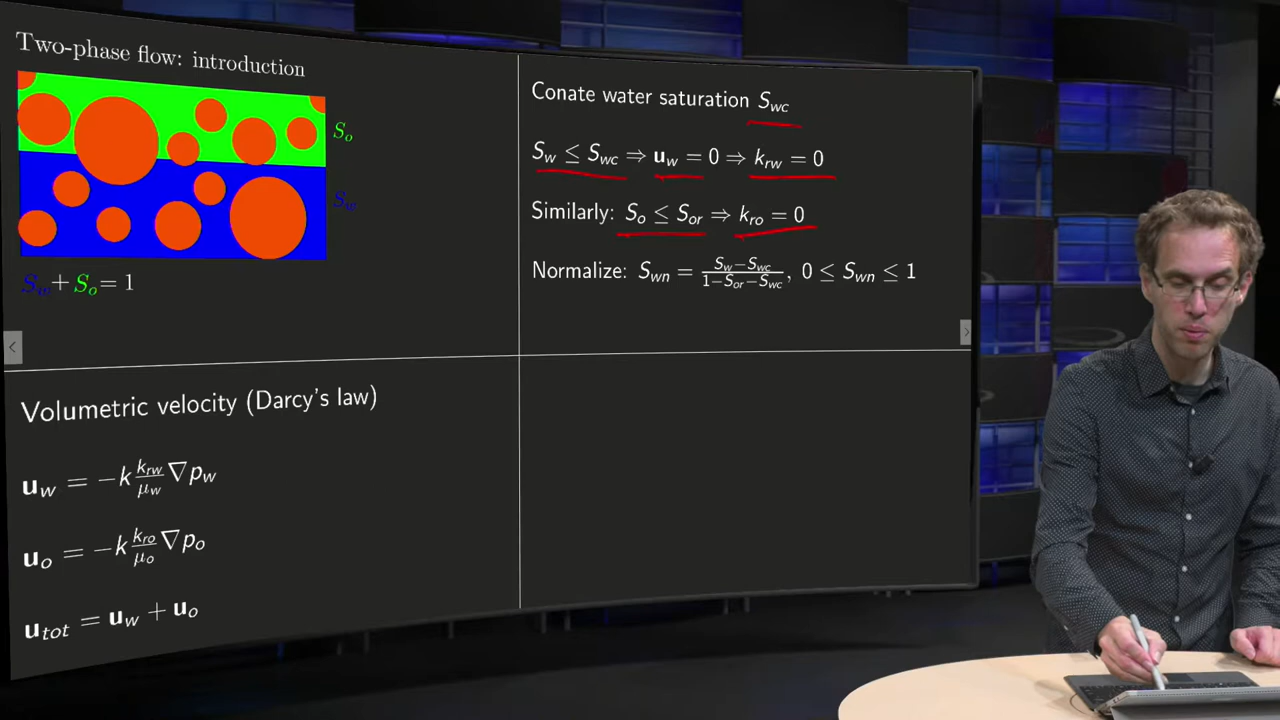 Two-phase flow: introduction
S_o
S_w
S_w + S_o = 1
Conate water saturation S_wc
S_w ≤ S_wc ⇒ u_w = 0 ⇒ k_rw = 0
Similarly: S_o ≤ S_or ⇒ k_ro = 0
Normalize: S_wn = (S_w − S_wc)/(1 − S_or − S_wc), 0 ≤ S_wn ≤ 1
Volumetric velocity (Darcy's law)
u_w = −k (k_rw/μ_w) ∇p_w
u_o = −k (k_ro/μ_o) ∇p_o
u_tot = u_w + u_o